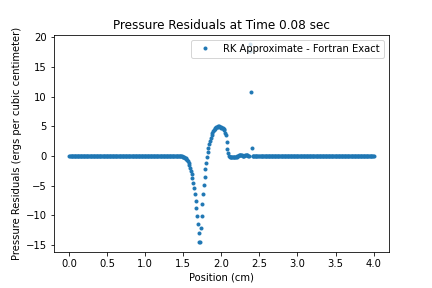 Pressure Residuals at Time 0.08 sec
RK Approximate - Fortran Exact
Pressure Residuals (ergs per cubic centimeter)
20
15
10
5
0
−5
−10
−15
0.0 0.5 1.0 1.5 2.0 2.5 3.0 3.5 4.0
Position (cm)